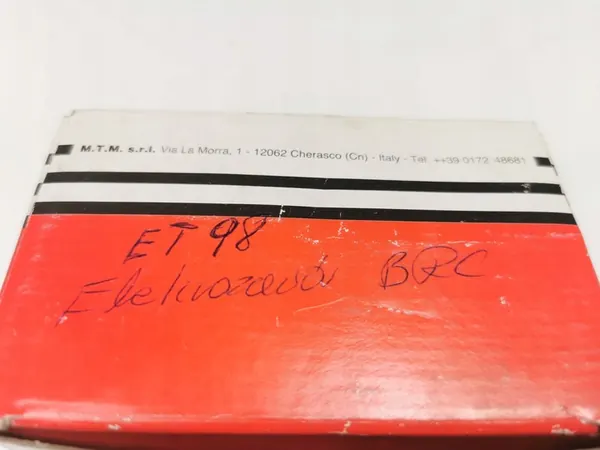 M.T.M. s.r.l. Via La Morra, 1 - 12062 Cherasco (Cn) - Italy - Tel. ++39 0172 48681
ET 98
Elektrozawór BRC